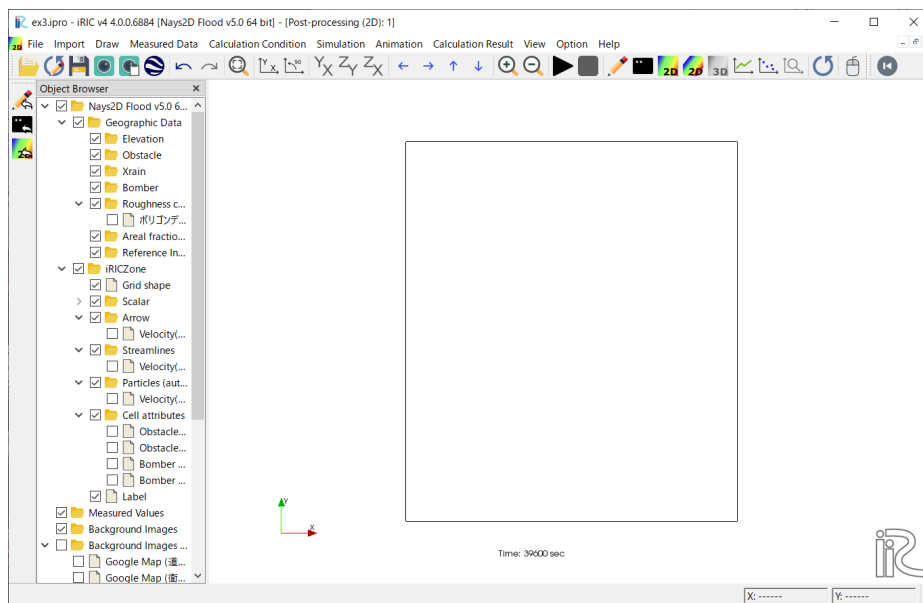 ex3.ipro - iRIC v4 4.0.0.6884 [Nays2D Flood v5.0 64 bit] - [Post-processing (2D): 1]
File Import Draw Measured Data Calculation Condition Simulation Animation Calculation Result View Option Help
Object Browser
Nays2D Flood v5.0 6...
Geographic Data
Elevation
Obstacle
Xrain
Bomber
Roughness c...
ポリゴンデ...
Areal fractio...
Reference In...
iRICZone
Grid shape
Scalar
Arrow
Velocity(...
Streamlines
Velocity(...
Particles (aut...
Velocity(...
Cell attributes
Obstacle...
Obstacle...
Bomber ...
Bomber ...
Label
Measured Values
Background Images
Background Images ...
Google Map (道...
Google Map (衛...
Y
X
Time: 39600 sec
iRIC
X: ------
Y: ------